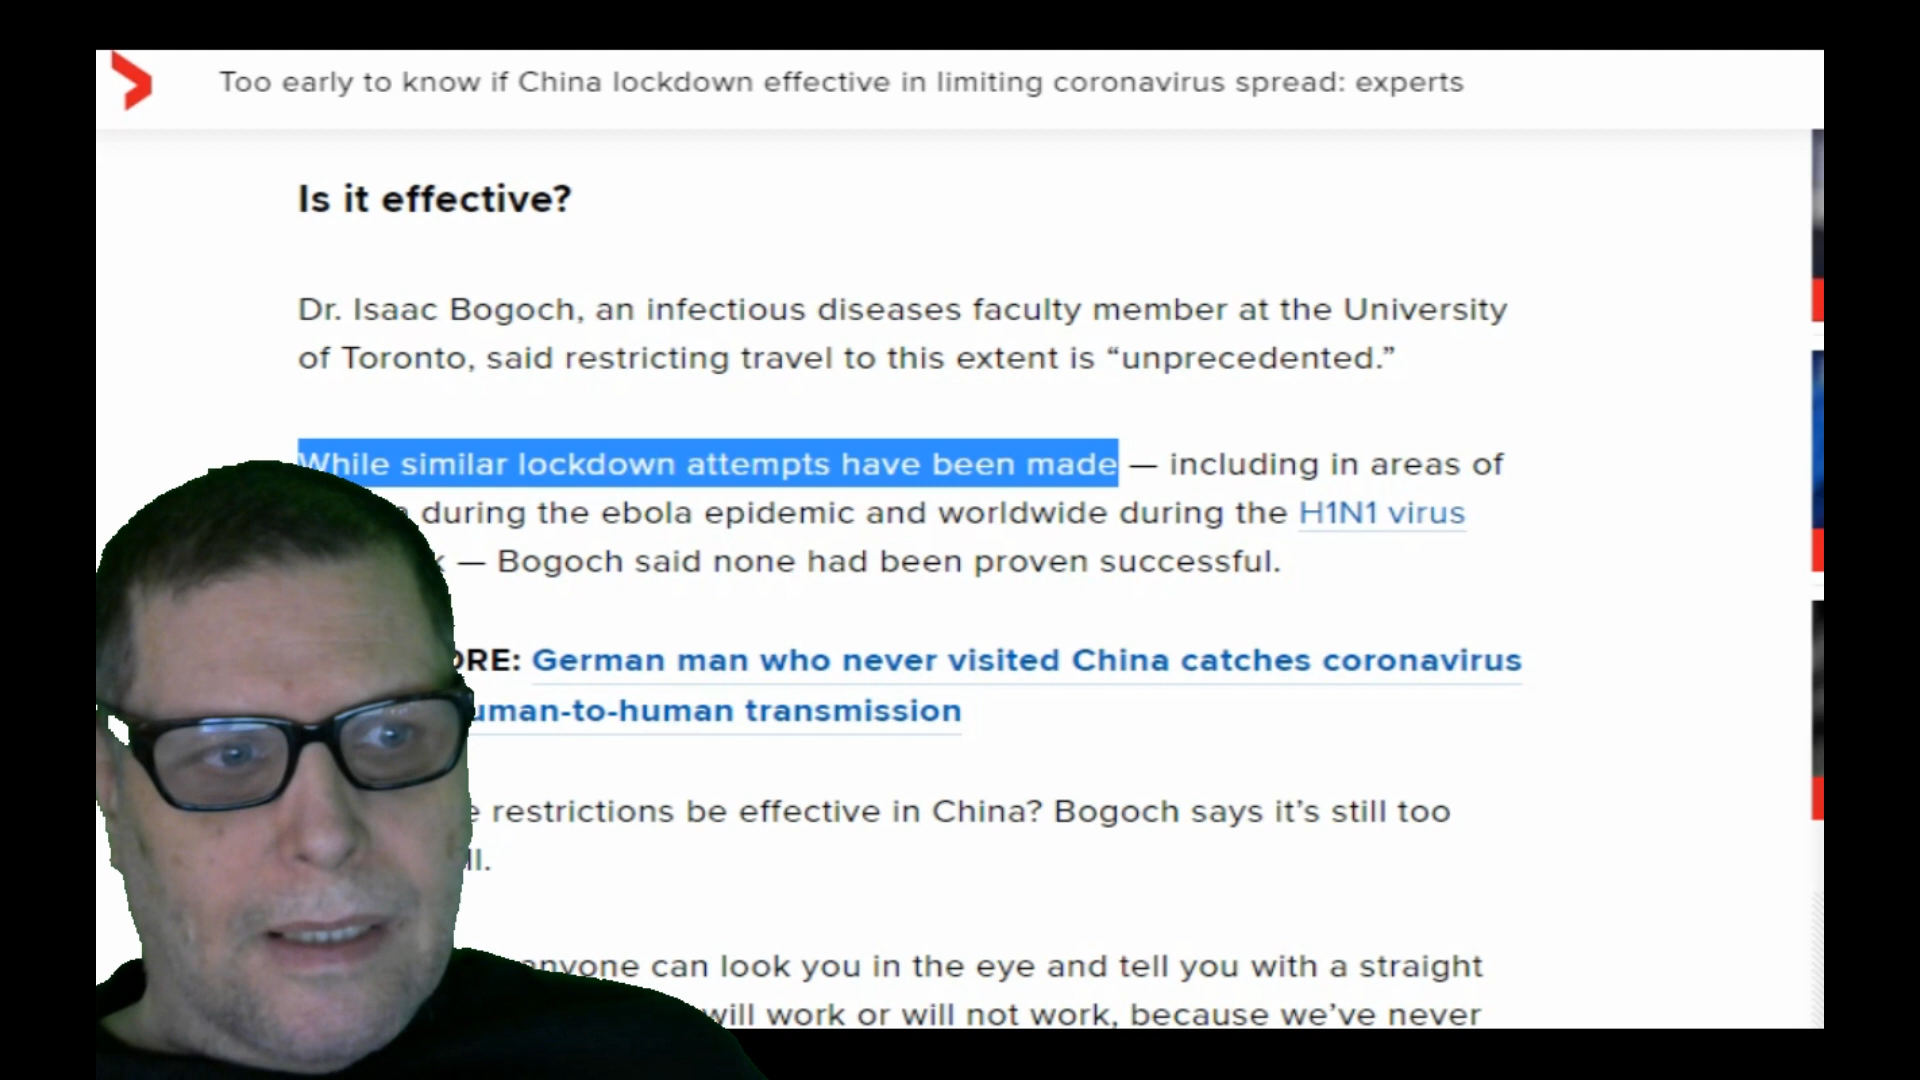 Too early to know if China lockdown effective in limiting coronavirus spread: experts
Is it effective?
Dr. Isaac Bogoch, an infectious diseases faculty member at the University
of Toronto, said restricting travel to this extent is “unprecedented.”
While similar lockdown attempts have been made — including in areas of
during the ebola epidemic and worldwide during the H1N1 virus
— Bogoch said none had been proven successful.
German man who never visited China catches coronavirus
human-to-human transmission
restrictions be effective in China? Bogoch says it’s still too
anyone can look you in the eye and tell you with a straight
will work or will not work, because we’ve never